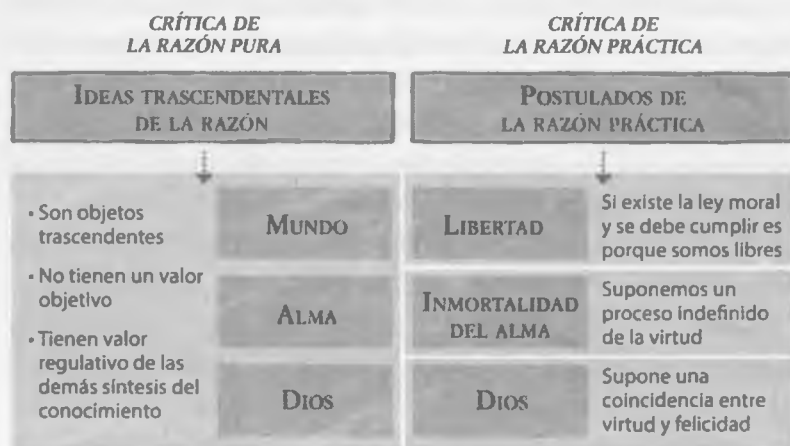 CRÍTICA DE
LA RAZÓN PURA
IDEAS TRASCENDENTALES
DE LA RAZÓN
• Son objetos
trascendentes
• No tienen un valor
objetivo
• Tienen valor
regulativo de las
demás síntesis del
conocimiento
MUNDO
ALMA
DIOS
CRÍTICA DE
LA RAZÓN PRÁCTICA
POSTULADOS DE
LA RAZÓN PRÁCTICA
LIBERTAD
Si existe la ley moral
y se debe cumplir es
porque somos libres
INMORTALIDAD
DEL ALMA
Suponemos un
proceso indefinido
de la virtud
DIOS
Supone una
coincidencia entre
virtud y felicidad